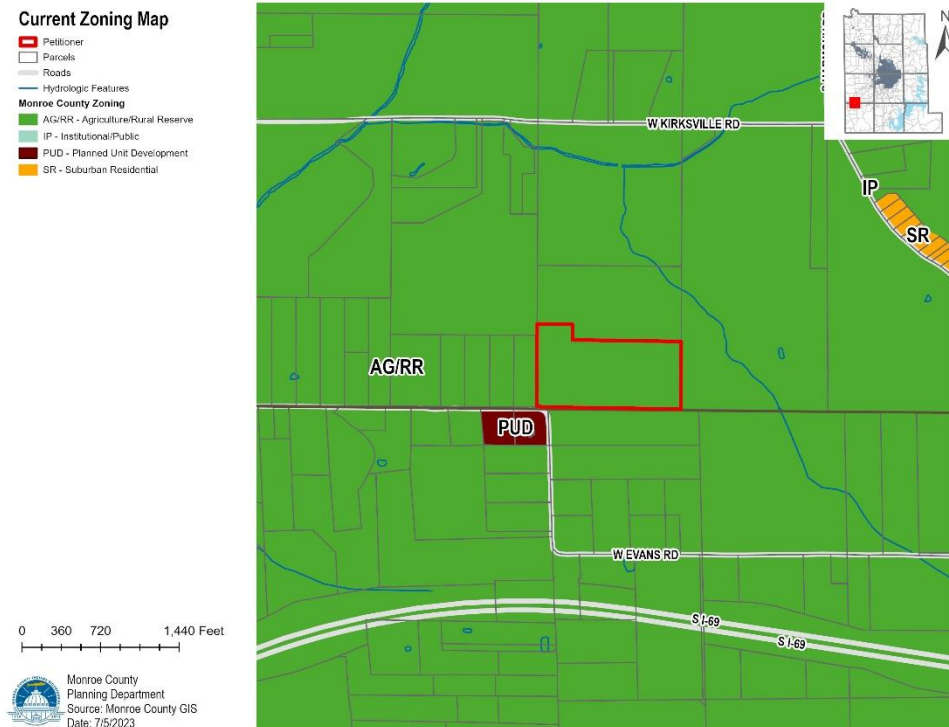 Current Zoning Map
Petitioner
Parcels
Roads
Hydrologic Features
Monroe County Zoning
AG/RR - Agriculture/Rural Reserve
IP - Institutional/Public
PUD - Planned Unit Development
SR - Suburban Residential
N
W KIRKSVILLE RD
IP
SR
AG/RR
PUD
W EVANS RD
S I-69
S I-69
0 360 720 1,440 Feet
Monroe County
Planning Department
Source: Monroe County GIS
Date: 7/5/2023